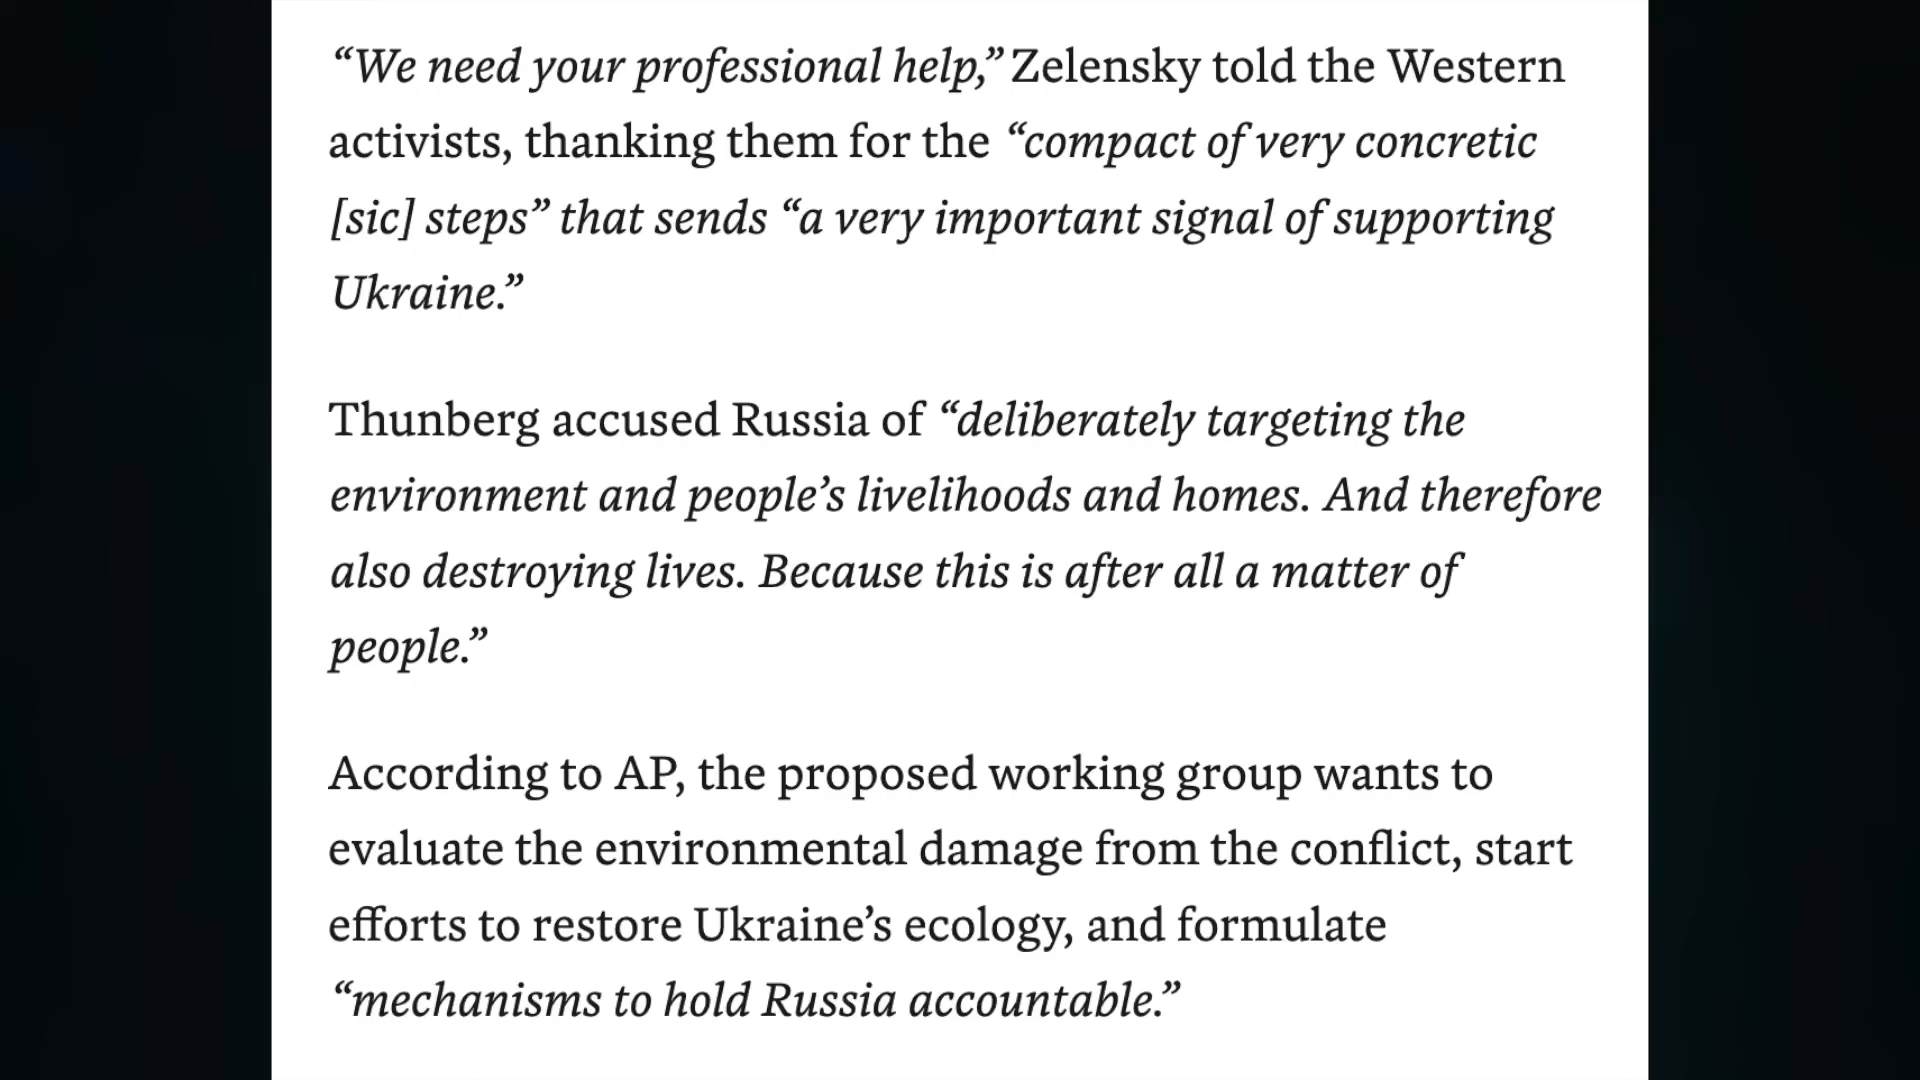 “We need your professional help,” Zelensky told the Western
activists, thanking them for the “compact of very concretic
[sic] steps” that sends “a very important signal of supporting
Ukraine.”
Thunberg accused Russia of “deliberately targeting the
environment and people’s livelihoods and homes. And therefore
also destroying lives. Because this is after all a matter of
people.”
According to AP, the proposed working group wants to
evaluate the environmental damage from the conflict, start
efforts to restore Ukraine’s ecology, and formulate
“mechanisms to hold Russia accountable.”